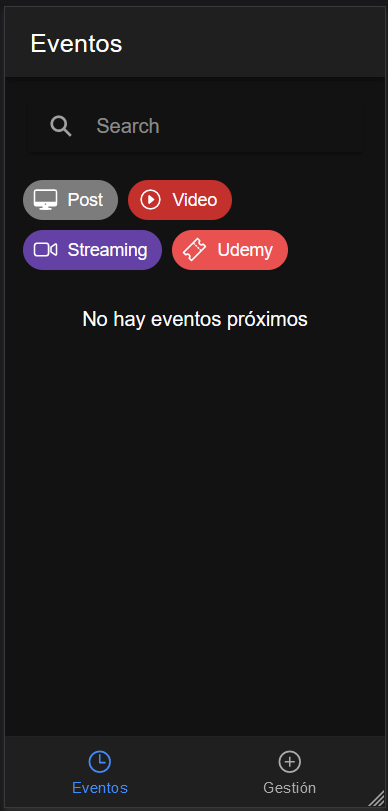 Eventos
Search
Post Video
Streaming Udemy
No hay eventos próximos
Eventos Gestión